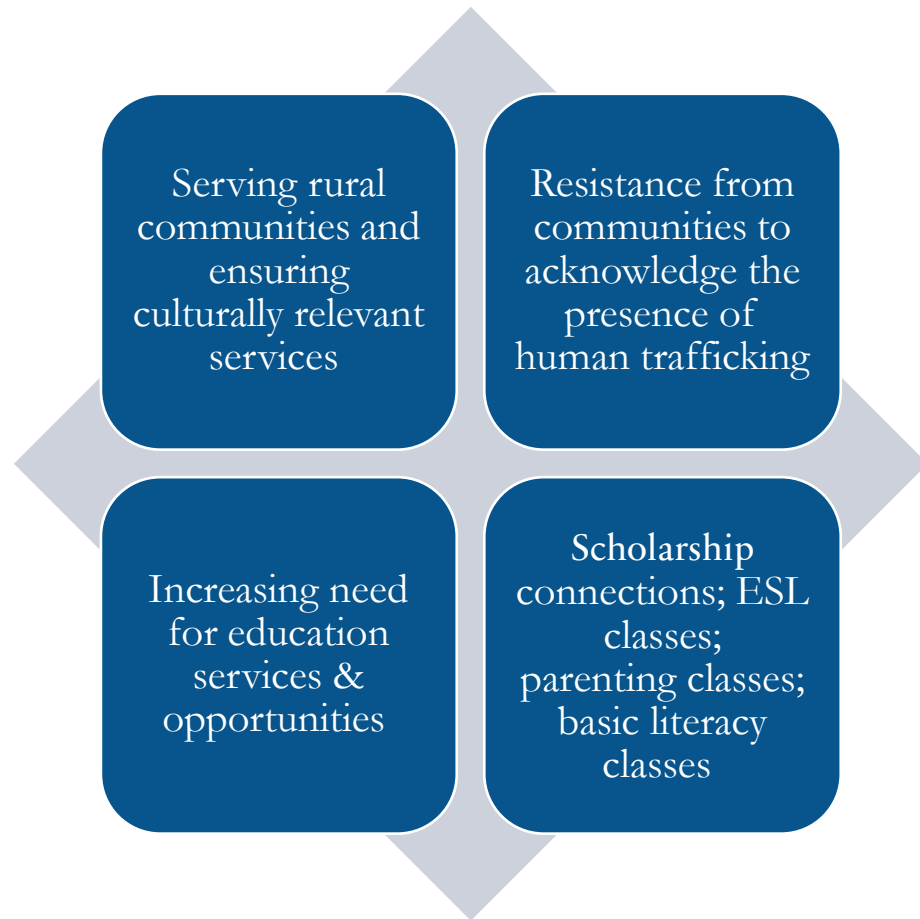 Serving rural
communities and
ensuring
culturally relevant
services
Resistance from
communities to
acknowledge the
presence of
human trafficking
Increasing need
for education
services &
opportunities
Scholarship
connections; ESL
classes;
parenting classes;
basic literacy
classes